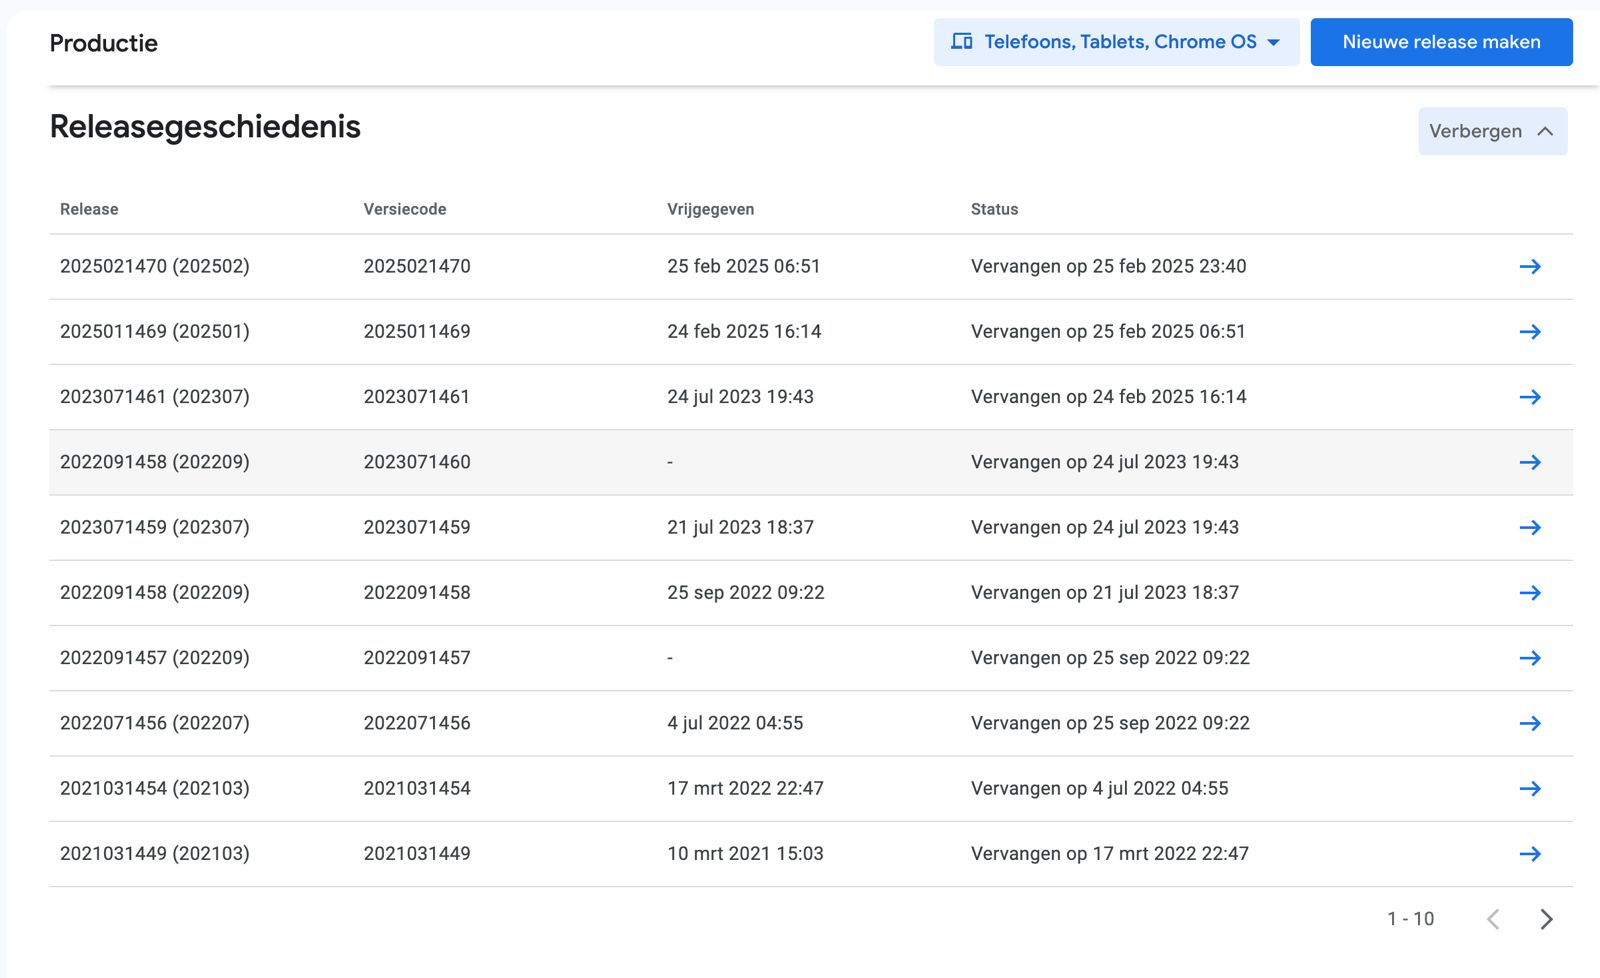 Productie
Telefoons, Tablets, Chrome OS
Nieuwe release maken
Releasegeschiedenis
Verbergen
Release Versiecode Vrijgegeven Status
2025021470 (202502) 2025021470 25 feb 2025 06:51 Vervangen op 25 feb 2025 23:40
2025011469 (202501) 2025011469 24 feb 2025 16:14 Vervangen op 25 feb 2025 06:51
2023071461 (202307) 2023071461 24 jul 2023 19:43 Vervangen op 24 feb 2025 16:14
2022091458 (202209) 2023071460 - Vervangen op 24 jul 2023 19:43
2023071459 (202307) 2023071459 21 jul 2023 18:37 Vervangen op 24 jul 2023 19:43
2022091458 (202209) 2022091458 25 sep 2022 09:22 Vervangen op 21 jul 2023 18:37
2022091457 (202209) 2022091457 - Vervangen op 25 sep 2022 09:22
2022071456 (202207) 2022071456 4 jul 2022 04:55 Vervangen op 25 sep 2022 09:22
2021031454 (202103) 2021031454 17 mrt 2022 22:47 Vervangen op 4 jul 2022 04:55
2021031449 (202103) 2021031449 10 mrt 2021 15:03 Vervangen op 17 mrt 2022 22:47
1 - 10